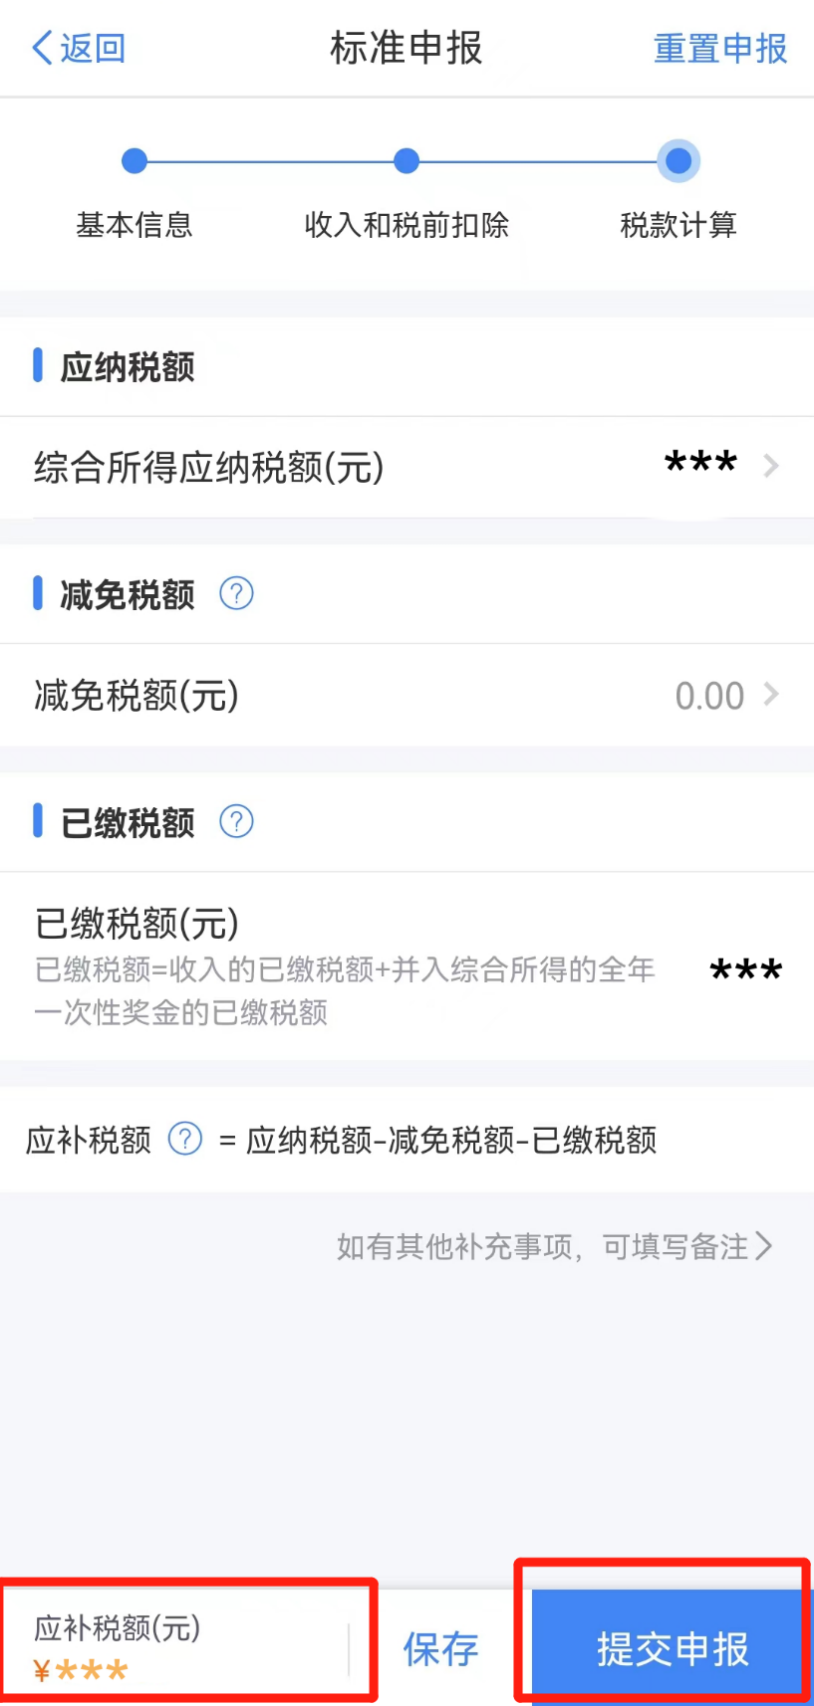 返回 标准申报 重置申报
基本信息 收入和税前扣除 税款计算
应纳税额
综合所得应纳税额(元) ***
减免税额 ?
减免税额(元) 0.00
已缴税额 ?
已缴税额(元)
已缴税额=收入的已缴税额+并入综合所得的全年 ***
一次性奖金的已缴税额
应补税额 ? = 应纳税额-减免税额-已缴税额
如有其他补充事项，可填写备注
应补税额(元)
¥***
保存
提交申报